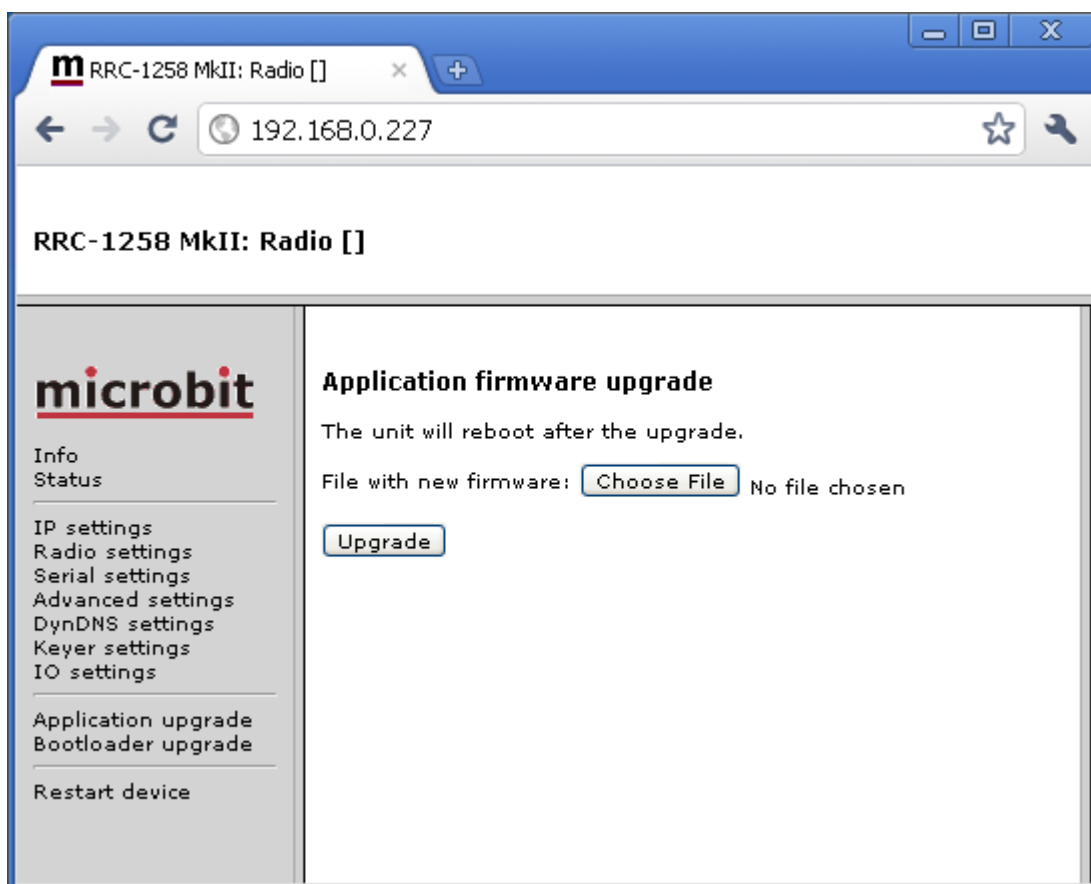 m RRC-1258 MkII: Radio []
192.168.0.227
RRC-1258 MkII: Radio []
microbit
Info
Status
IP settings
Radio settings
Serial settings
Advanced settings
DynDNS settings
Keyer settings
IO settings
Application upgrade
Bootloader upgrade
Restart device
Application firmware upgrade
The unit will reboot after the upgrade.
File with new firmware: Choose File No file chosen
Upgrade